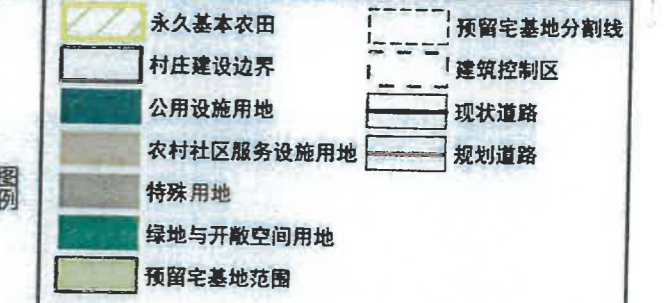 图例
永久基本农田
村庄建设边界
公用设施用地
农村社区服务设施用地
特殊用地
绿地与开敞空间用地
预留宅基地范围
预留宅基地分割线
建筑控制区
现状道路
规划道路